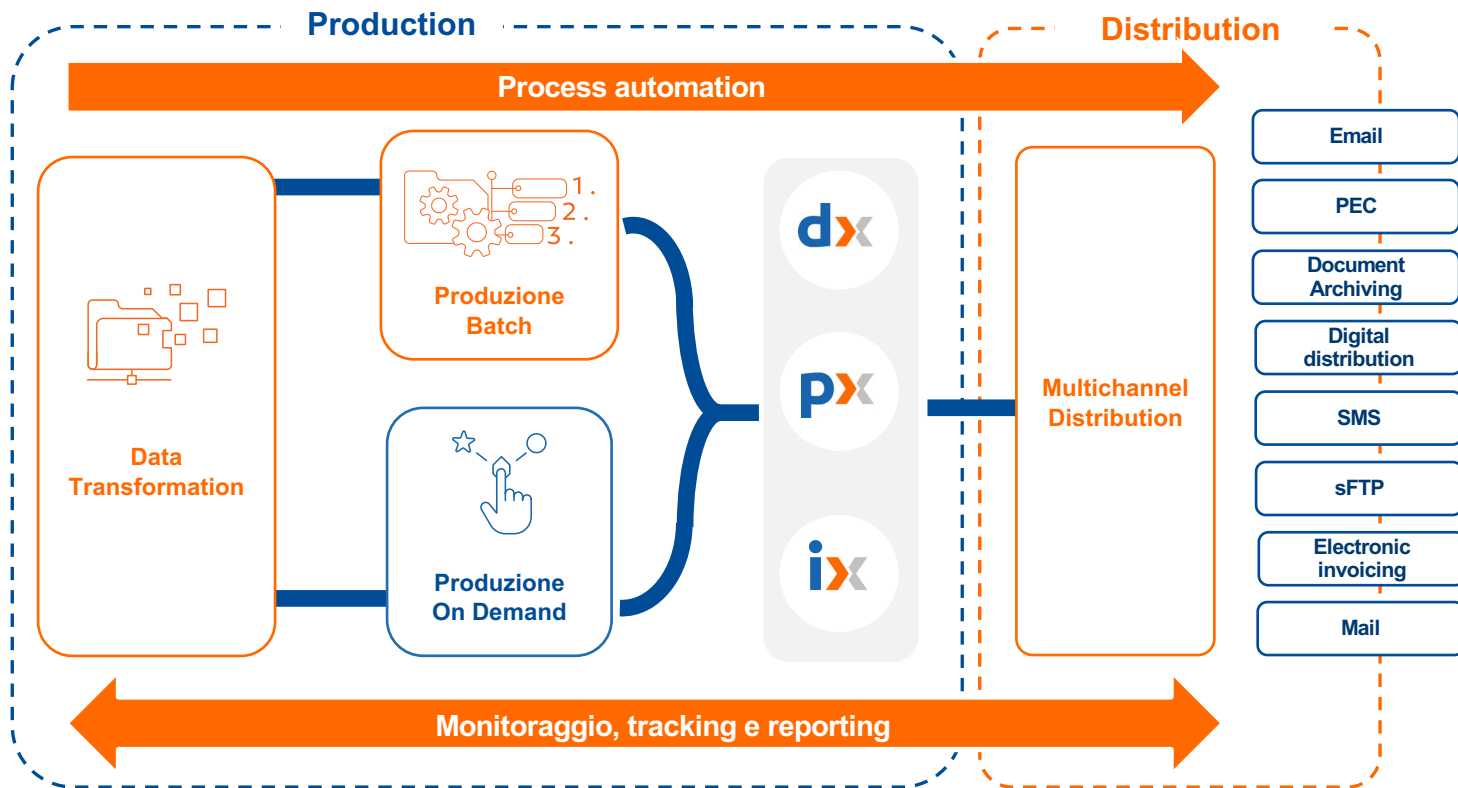 Production
Distribution
Process automation
Data
Transformation
1.
2.
3.
Produzione
Batch
Produzione
On Demand
dx
px
ix
Multichannel
Distribution
Email
PEC
Document
Archiving
Digital
distribution
SMS
sFTP
Electronic
invoicing
Mail
Monitoraggio, tracking e reporting